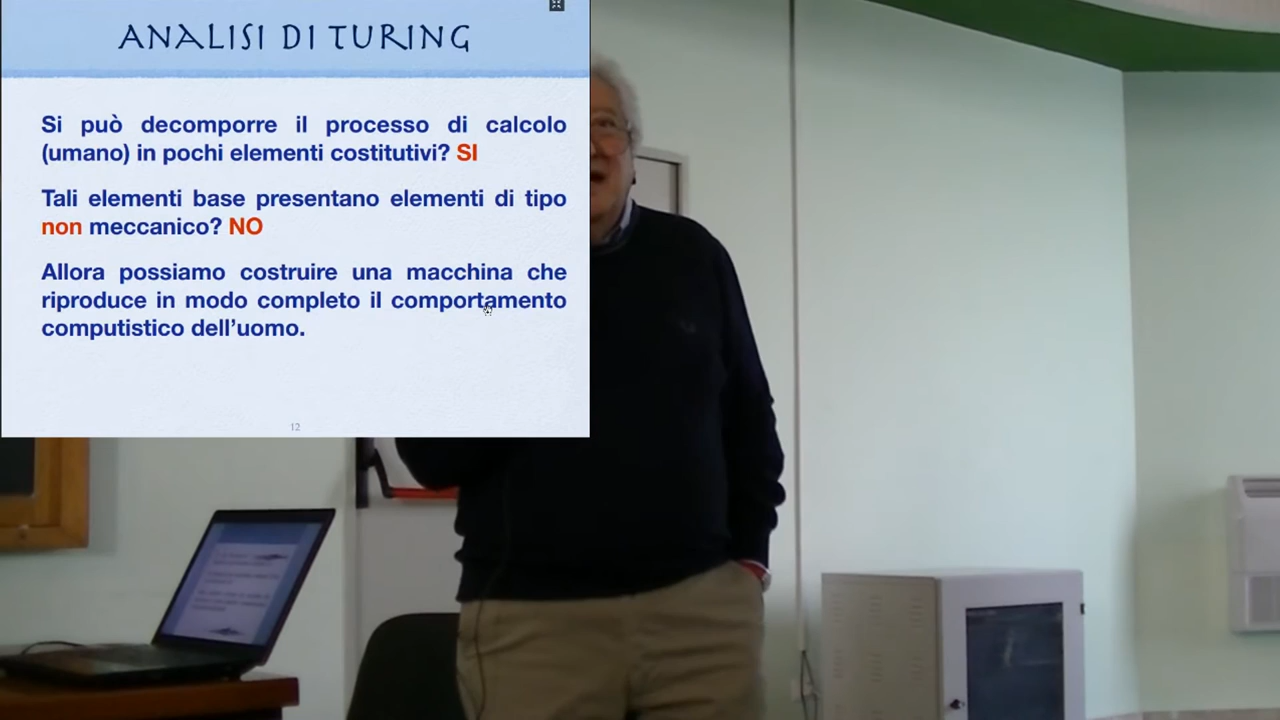 ANALISI DI TURING
Si può decomporre il processo di calcolo
(umano) in pochi elementi costitutivi? SI
Tali elementi base presentano elementi di tipo
non meccanico? NO
Allora possiamo costruire una macchina che
riproduce in modo completo il comportamento
computistico dell’uomo.
12